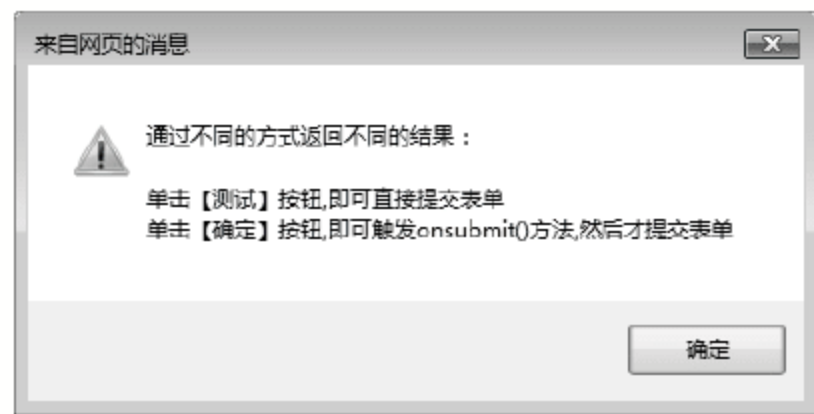 来自网页的消息
通过不同的方式返回不同的结果：
单击【测试】按钮,即可直接提交表单
单击【确定】按钮,即可触发onsubmit()方法,然后才提交表单
确定